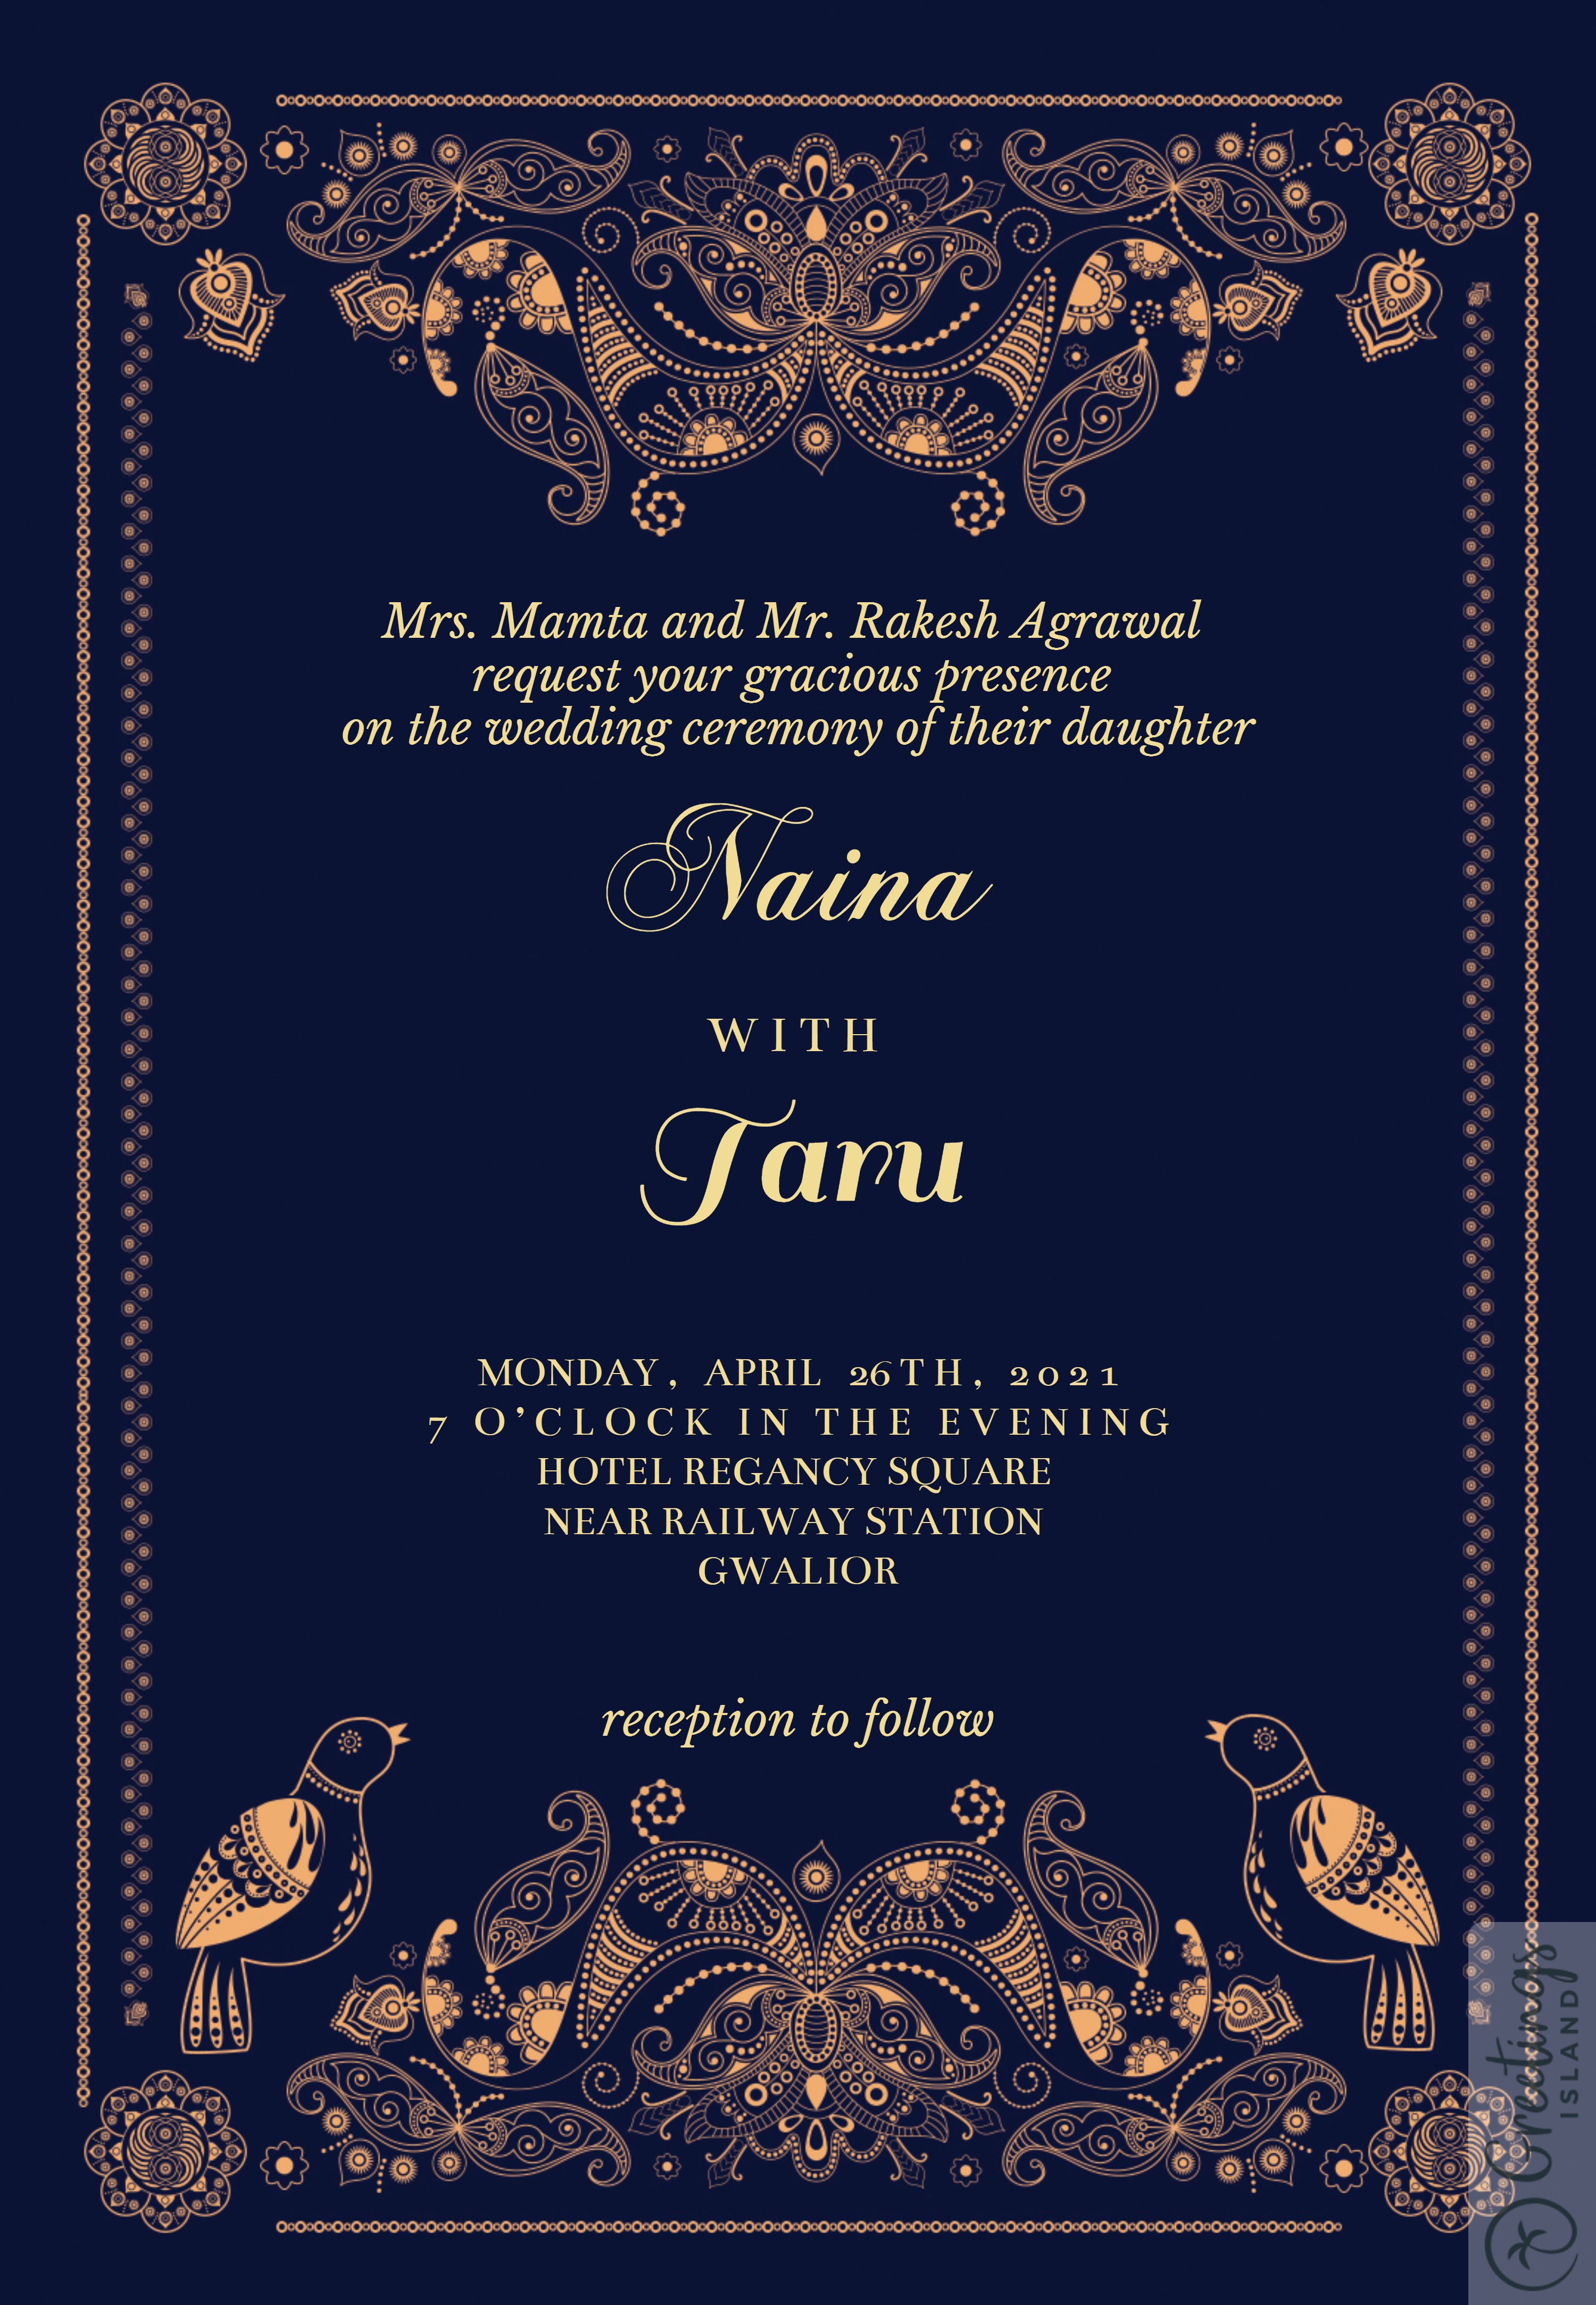 Mrs. Mamta and Mr. Rakesh Agrawal
request your gracious presence
on the wedding ceremony of their daughter
Naina
WITH
Taru
MONDAY, APRIL 26TH, 2021
7 O'CLOCK IN THE EVENING
HOTEL REGANCY SQUARE
NEAR RAILWAY STATION
GWALIOR
reception to follow
Greetings
ISLAND